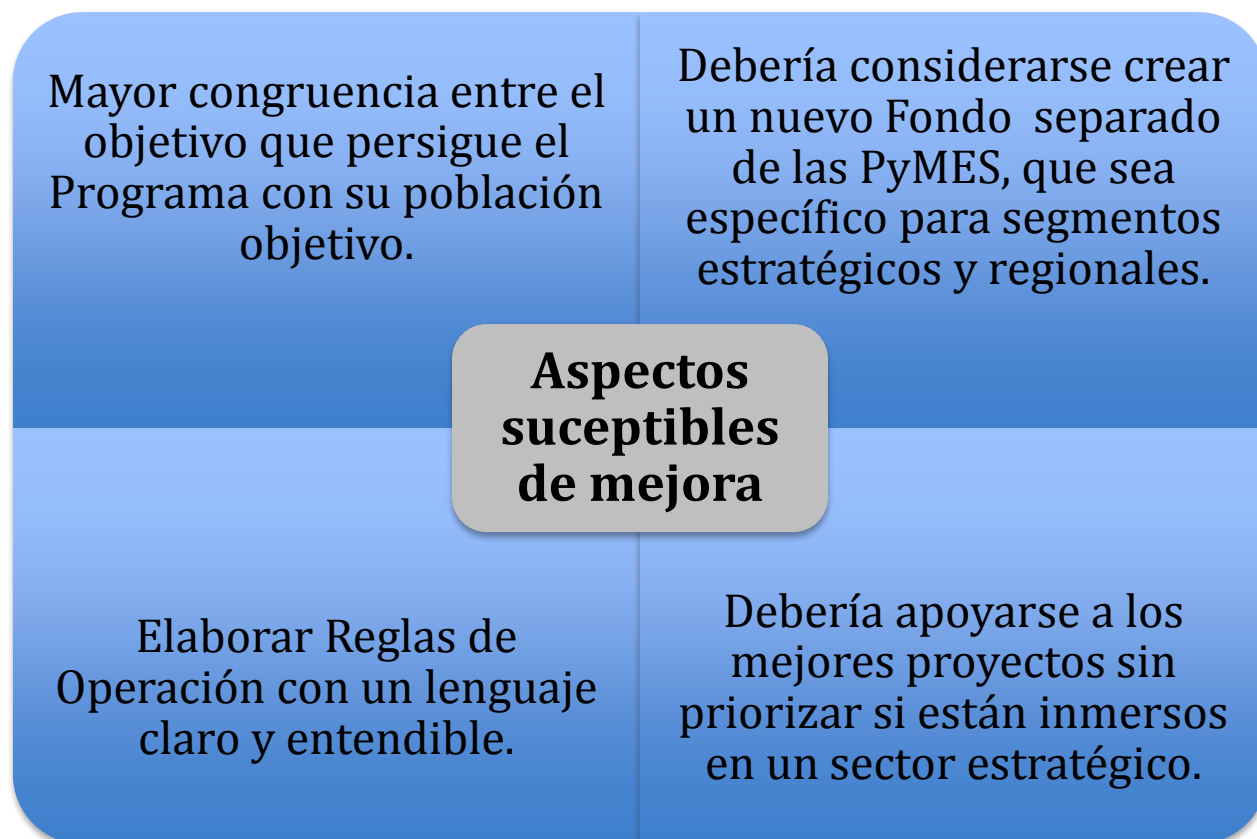 Mayor congruencia entre el
objetivo que persigue el
Programa con su población
objetivo.
Debería considerarse crear
un nuevo Fondo  separado
de las PyMES, que sea
específico para segmentos
estratégicos y regionales.
Aspectos
suceptibles
de mejora
Elaborar Reglas de
Operación con un lenguaje
claro y entendible.
Debería apoyarse a los
mejores proyectos sin
priorizar si están inmersos
en un sector estratégico.